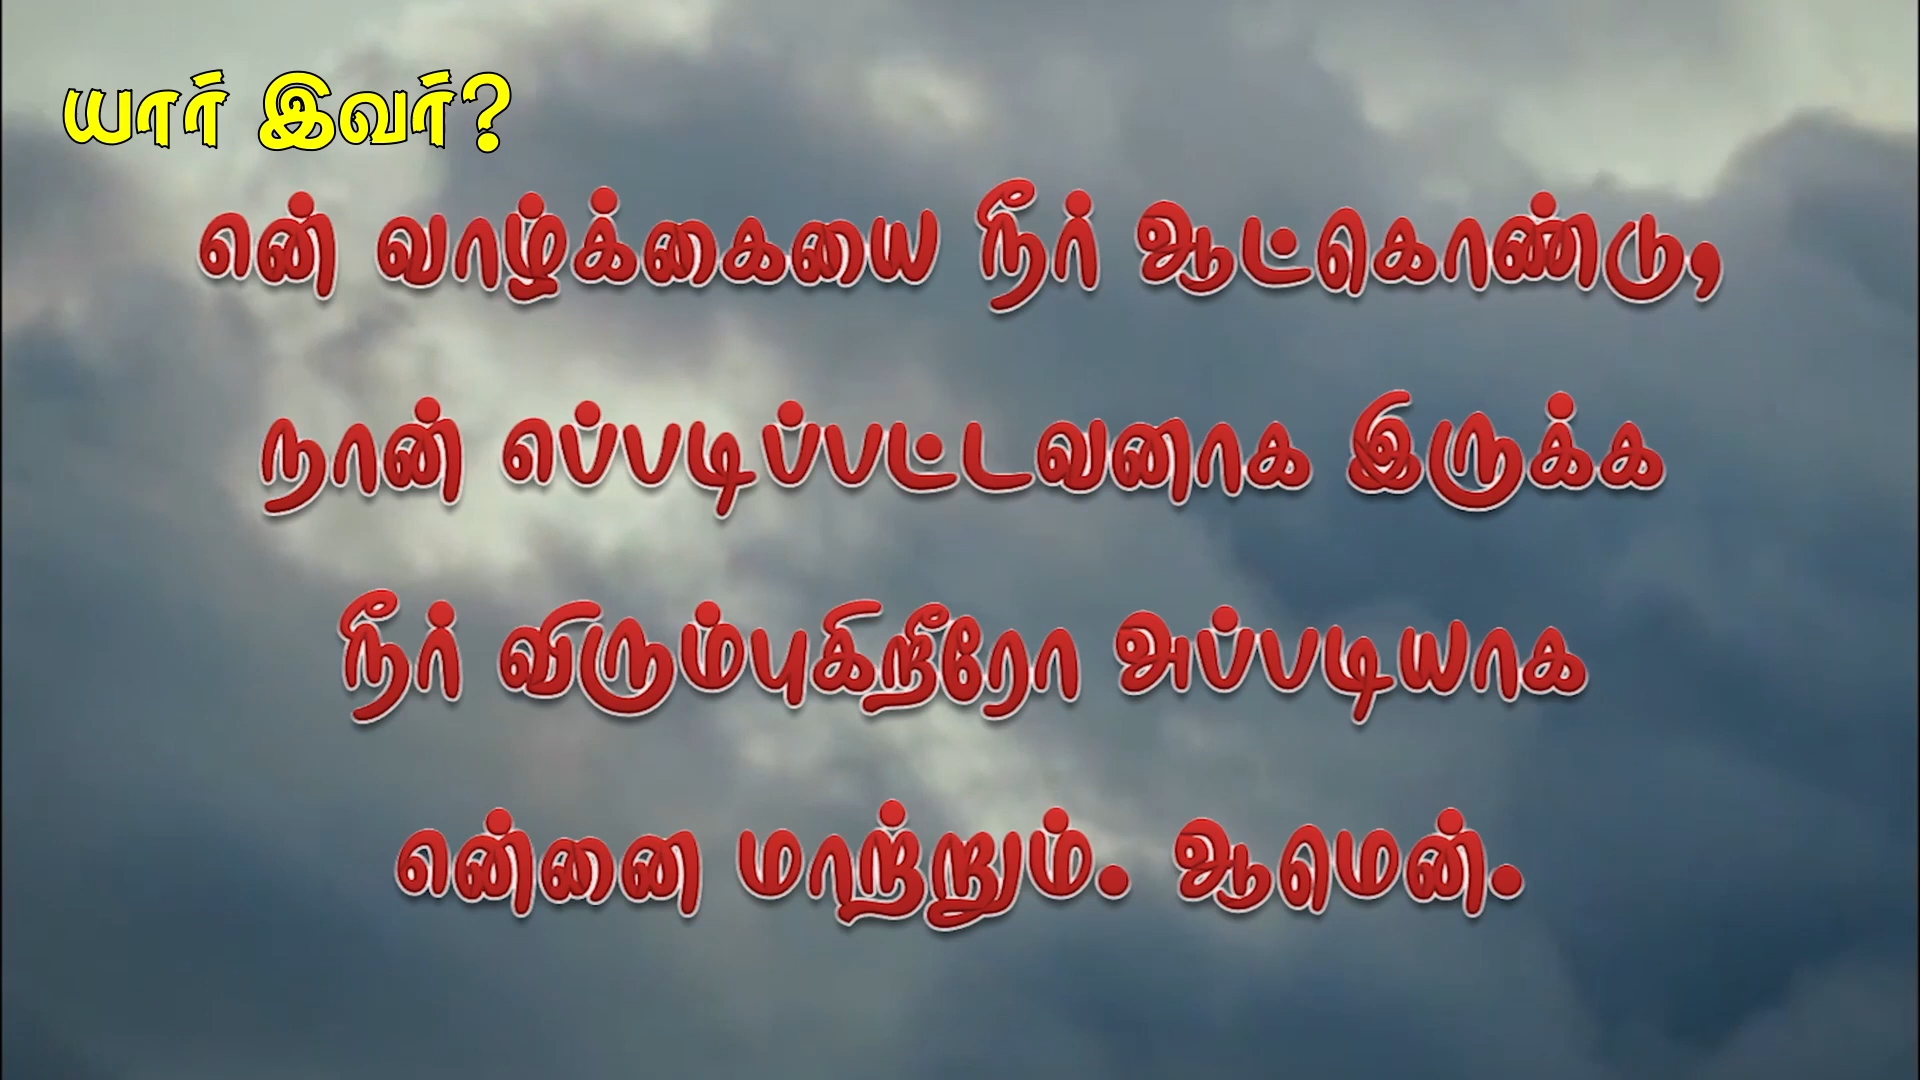 யார் இவர்?
என் வாழ்க்கையை நீர் ஆட்கொண்டு,
நான் எப்படிப்பட்டவனாக இருக்க
நீர் விரும்புகிறீரோ அப்படியாக
என்னை மாற்றும். ஆமென்.